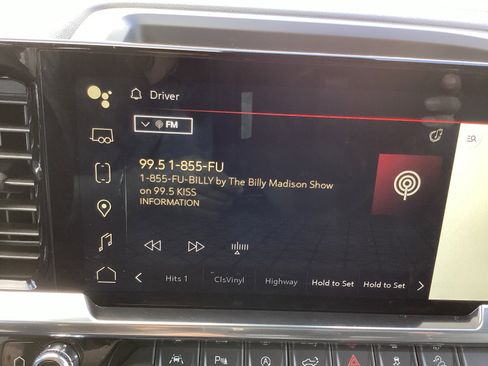 Driver
FM
99.5 1-855-FU
1-855-FU-BILLY by The Billy Madison Show
on 99.5 KISS
INFORMATION
Hits 1 ClsVinyl Highway Hold to Set Hold to Set